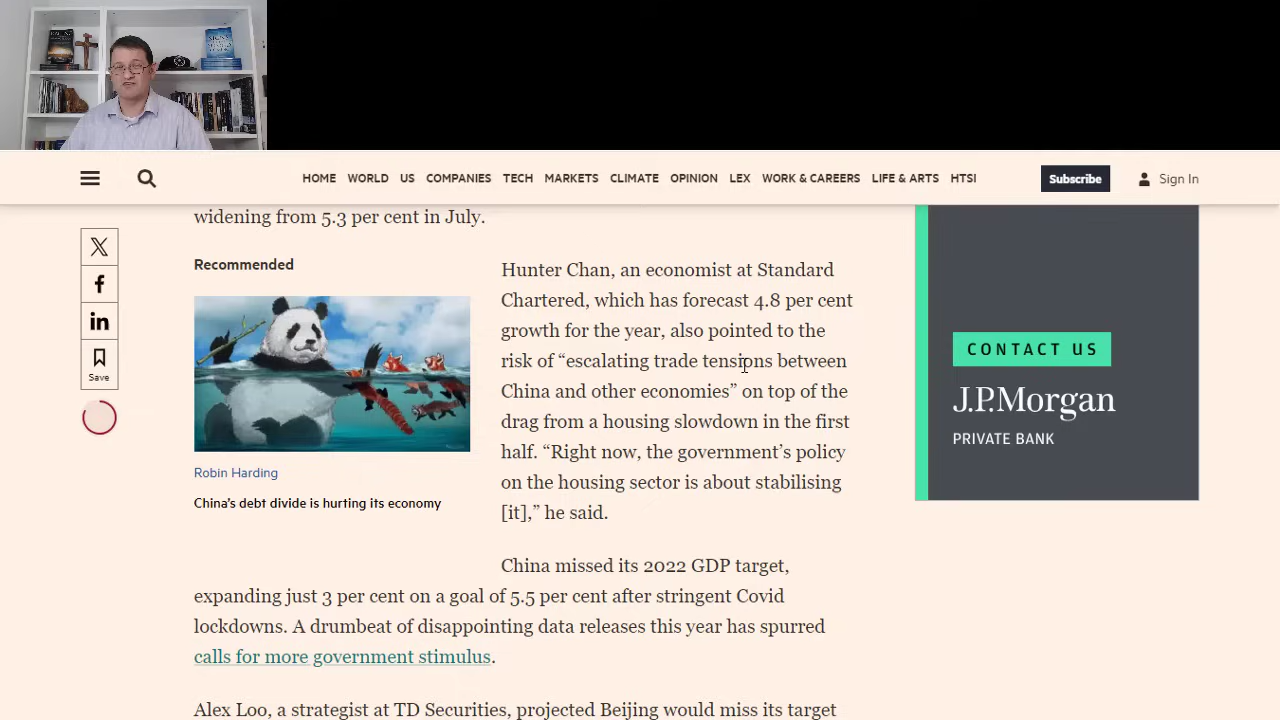 HOME WORLD US COMPANIES TECH MARKETS CLIMATE OPINION LEX WORK & CAREERS LIFE & ARTS HTSI
Subscribe
Sign In
widening from 5.3 per cent in July.
Save
Recommended
Robin Harding
China’s debt divide is hurting its economy
Hunter Chan, an economist at Standard
Chartered, which has forecast 4.8 per cent
growth for the year, also pointed to the
risk of “escalating trade tensions between
China and other economies” on top of the
drag from a housing slowdown in the first
half. “Right now, the government’s policy
on the housing sector is about stabilising
[it],” he said.
China missed its 2022 GDP target,
expanding just 3 per cent on a goal of 5.5 per cent after stringent Covid
lockdowns. A drumbeat of disappointing data releases this year has spurred
calls for more government stimulus.
Alex Loo, a strategist at TD Securities, projected Beijing would miss its target
CONTACT US
J.P.Morgan
PRIVATE BANK